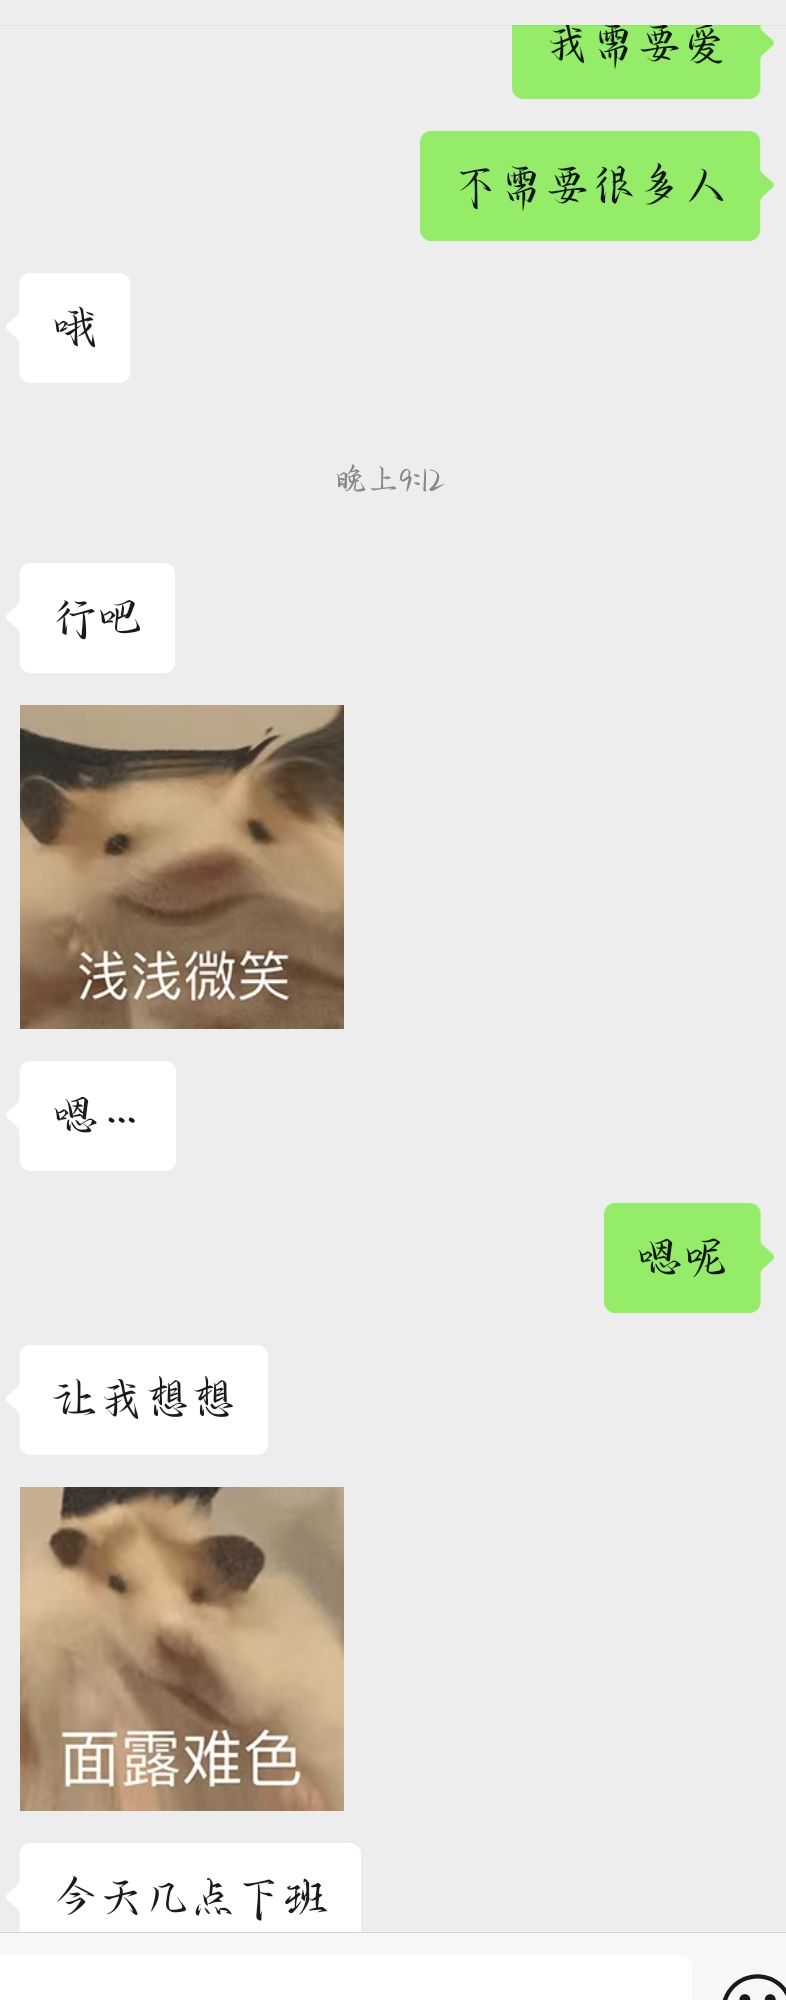 我需要爱
不需要很多人
哦
晚上9:12
行吧
浅浅微笑
嗯…
嗯呢
让我想想
面露难色
今天几点下班